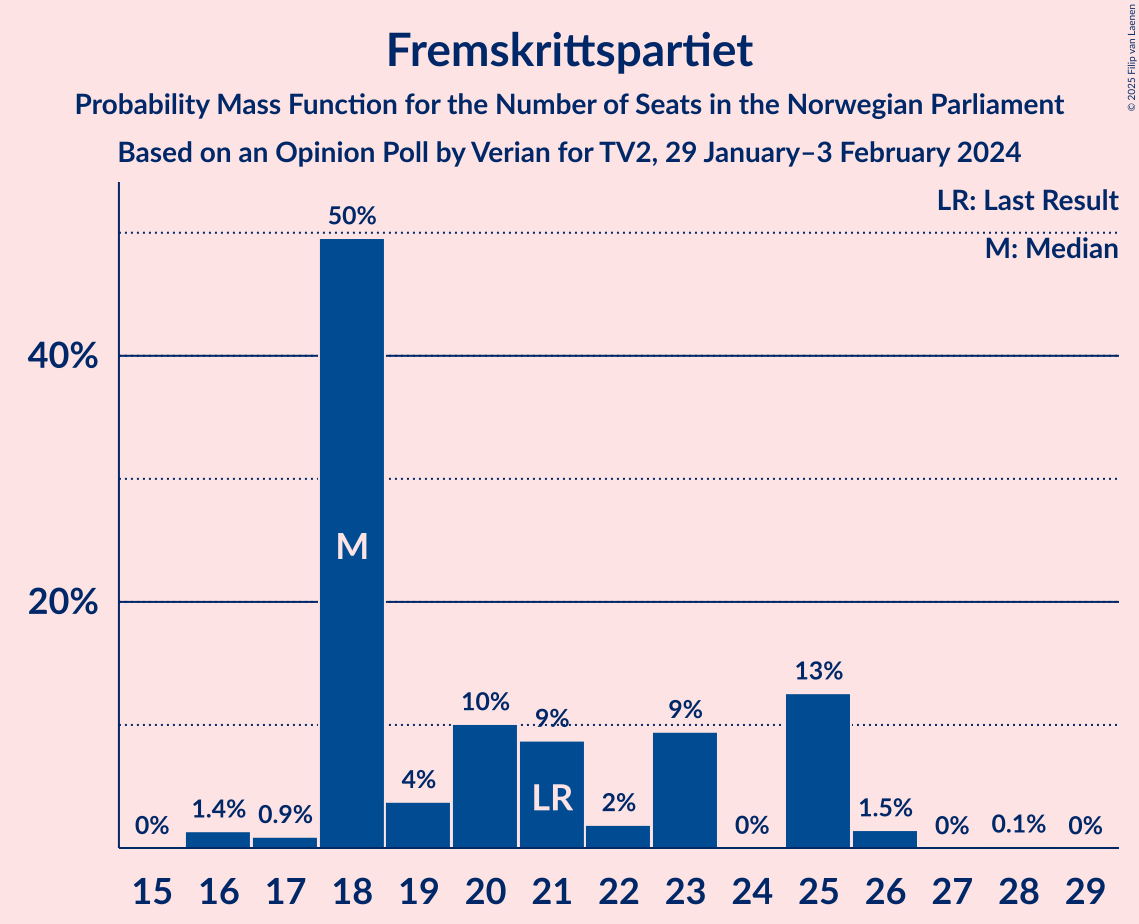 Fremskrittspartiet
Probability Mass Function for the Number of Seats in the Norwegian Parliament
Based on an Opinion Poll by Verian for TV2, 29 January–3 February 2024
© 2025 Filip van Laenen
LR: Last Result
M: Median
40%
20%
0%
1.4%
0.9%
50%
M
4%
10%
9%
LR
2%
9%
0%
13%
1.5%
0%
0.1%
0%
15 16 17 18 19 20 21 22 23 24 25 26 27 28 29